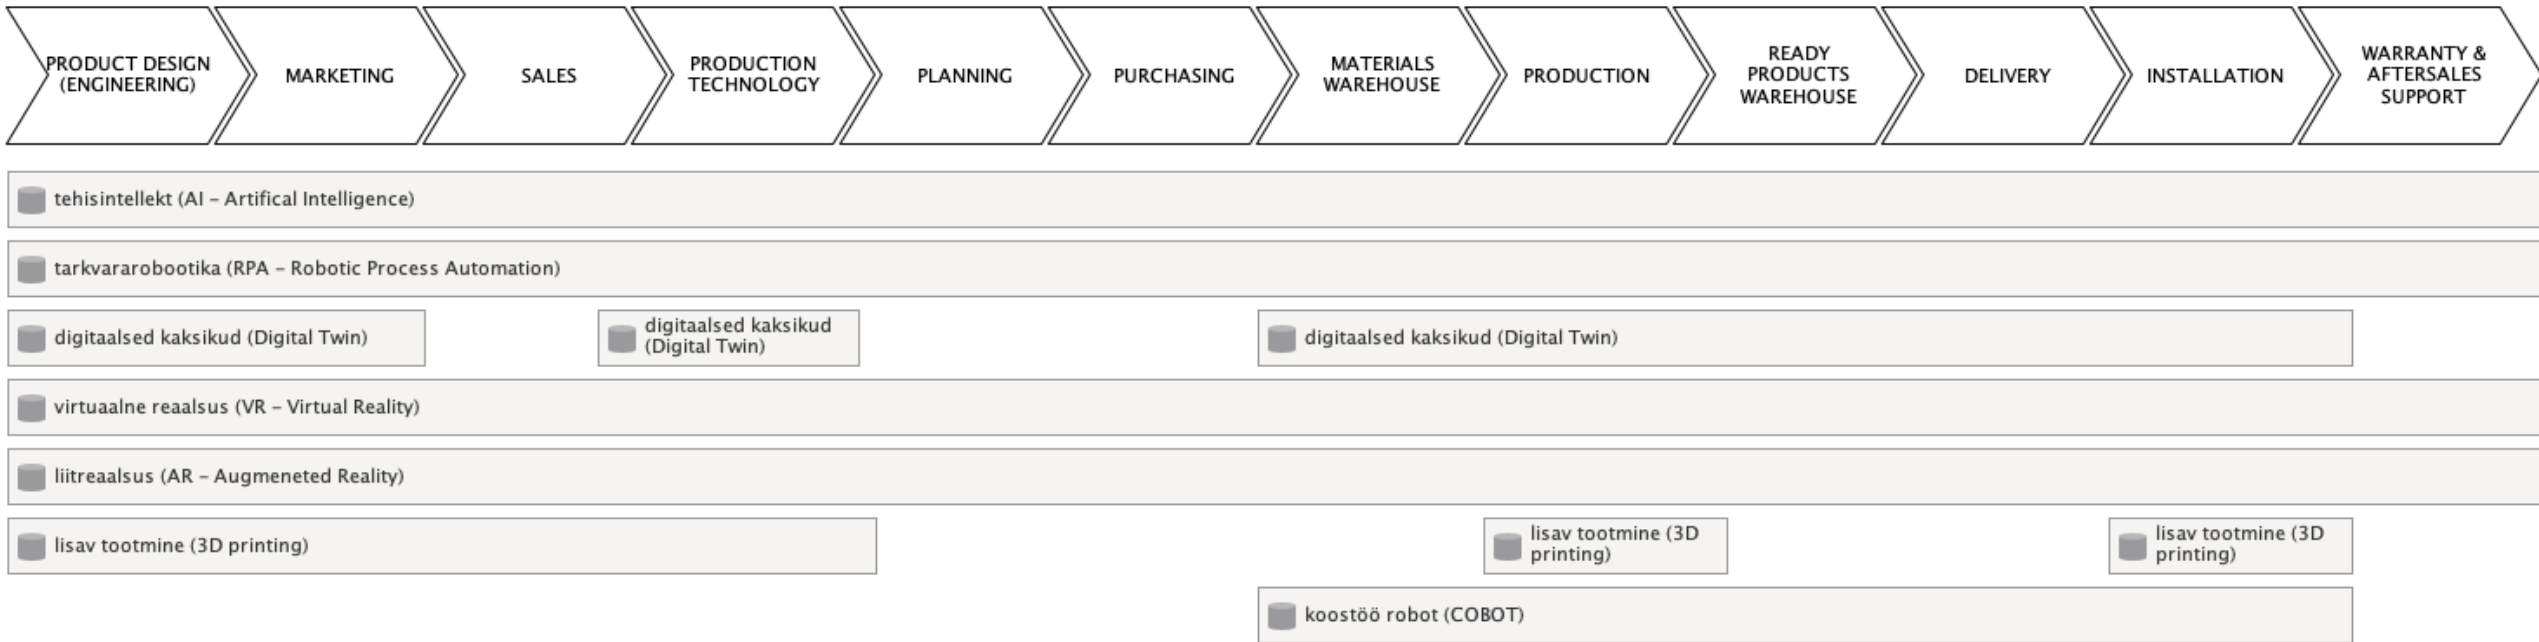 PRODUCT DESIGN
(ENGINEERING)
MARKETING
SALES
PRODUCTION
TECHNOLOGY
PLANNING
PURCHASING
MATERIALS
WAREHOUSE
PRODUCTION
READY
PRODUCTS
WAREHOUSE
DELIVERY
INSTALLATION
WARRANTY &
AFTERSALES
SUPPORT
tehisintellekt (AI – Artifical Intelligence)
tarkvararobootika (RPA – Robotic Process Automation)
digitaalsed kaksikud (Digital Twin)
digitaalsed kaksikud
(Digital Twin)
digitaalsed kaksikud (Digital Twin)
virtuaalne reaalsus (VR – Virtual Reality)
liitreaalsus (AR – Augmeneted Reality)
lisav tootmine (3D printing)
lisav tootmine (3D
printing)
lisav tootmine (3D
printing)
koostöö robot (COBOT)